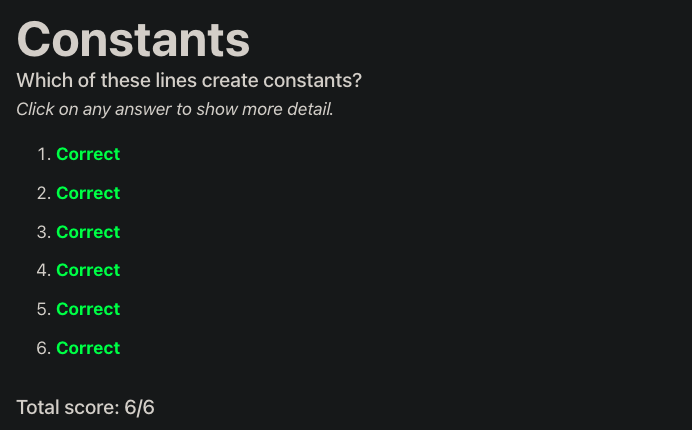 Constants
Which of these lines create constants?
Click on any answer to show more detail.
1. Correct
2. Correct
3. Correct
4. Correct
5. Correct
6. Correct
Total score: 6/6